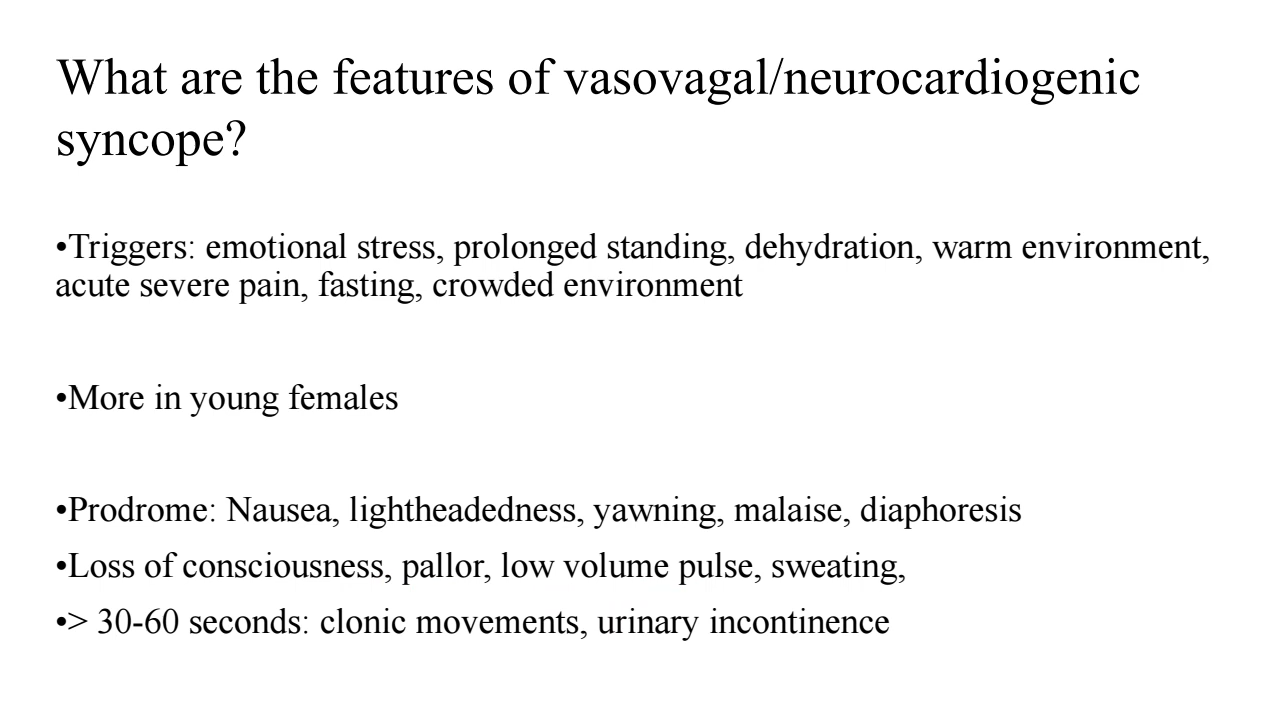 What are the features of vasovagal/neurocardiogenic
syncope?
•Triggers: emotional stress, prolonged standing, dehydration, warm environment,
acute severe pain, fasting, crowded environment
•More in young females
•Prodrome: Nausea, lightheadedness, yawning, malaise, diaphoresis
•Loss of consciousness, pallor, low volume pulse, sweating,
•> 30-60 seconds: clonic movements, urinary incontinence